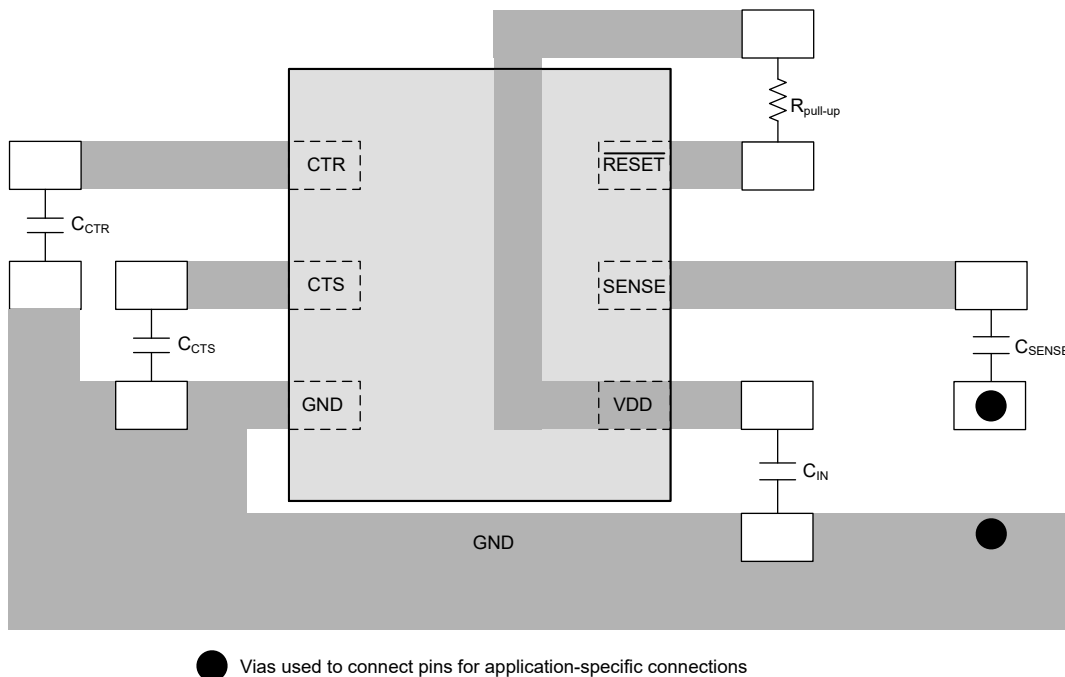 R pull-up
CTR
RESET
C CTR
CTS
SENSE
C CTS
C SENSE
GND
VDD
C IN
GND
Vias used to connect pins for application-specific connections